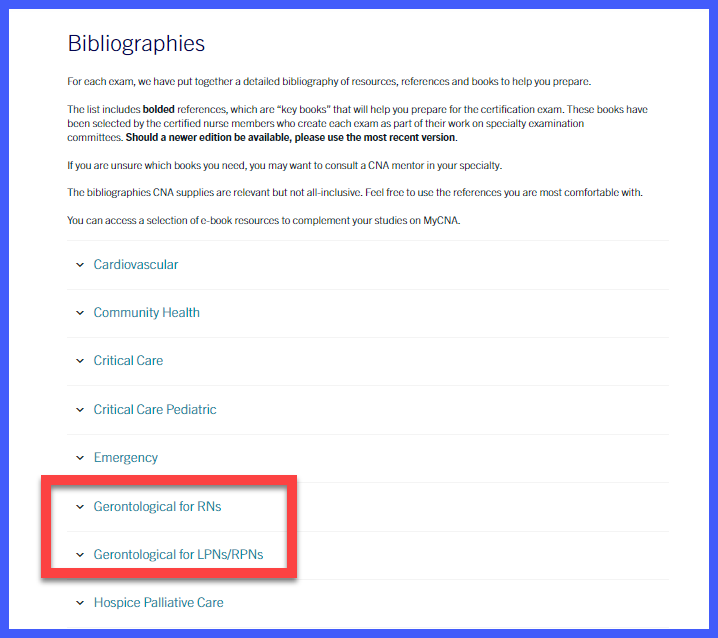 Bibliographies
For each exam, we have put together a detailed bibliography of resources, references and books to help you prepare.
The list includes bolded references, which are “key books” that will help you prepare for the certification exam. These books have
been selected by the certified nurse members who create each exam as part of their work on specialty examination
committees. Should a newer edition be available, please use the most recent version.
If you are unsure which books you need, you may want to consult a CNA mentor in your specialty.
The bibliographies CNA supplies are relevant but not all-inclusive. Feel free to use the references you are most comfortable with.
You can access a selection of e-book resources to complement your studies on MyCNA.
Cardiovascular
Community Health
Critical Care
Critical Care Pediatric
Emergency
Gerontological for RNs
Gerontological for LPNs/RPNs
Hospice Palliative Care